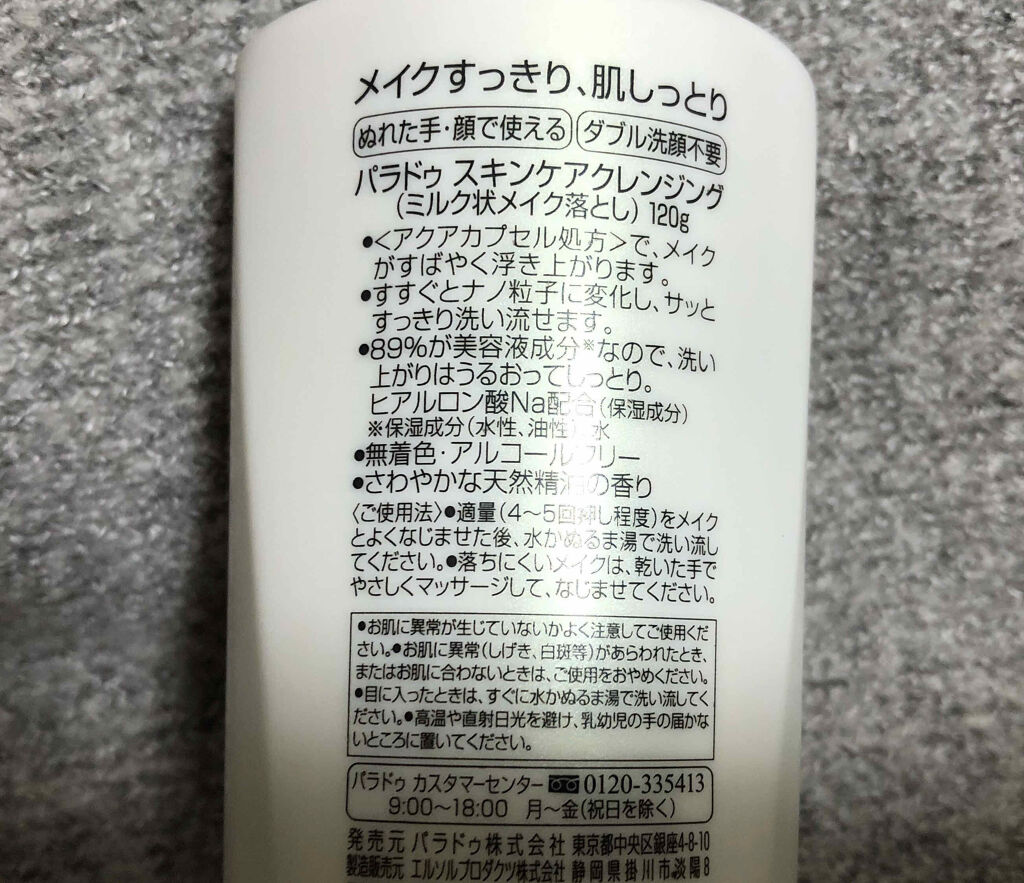 メイクすっきり、肌しっとり
ぬれた手・顔で使える ダブル洗顔不要
パラドゥ スキンケアクレンジング
(ミルク状メイク落とし) 120g
●<アクアカプセル処方>で、メイク
がすばやく浮き上がります。
●すすぐとナノ粒子に変化し、サッと
すっきり洗い流せます。
●89%が美容液成分※なので、洗い
上がりはうるおってしっとり。
ヒアルロン酸Na配合(保湿成分)
※保湿成分(水性、油性)、水
●無着色・アルコールフリー
●さわやかな天然精油の香り
〈ご使用法〉●適量(4〜5回押し程度)をメイク
とよくなじませた後、水かぬるま湯で洗い流し
てください。●落ちにくいメイクは、乾いた手で
やさしくマッサージして、なじませてください。
●お肌に異常が生じていないかよく注意してご使用くだ
さい。●お肌に異常(しげき、白斑等)があらわれたとき、
またはお肌に合わないときは、ご使用をおやめください。
●目に入ったときは、すぐに水かぬるま湯で洗い流してく
ださい。●高温や直射日光を避け、乳幼児の手の届かな
いところに置いてください。
パラドゥ カスタマーセンター 0120-335413
9:00〜18:00 月〜金(祝日を除く)
発売元 パラドゥ株式会社 東京都中央区銀座4-8-10
製造販売元 エルソルプロダクツ株式会社 静岡県掛川市淡陽8